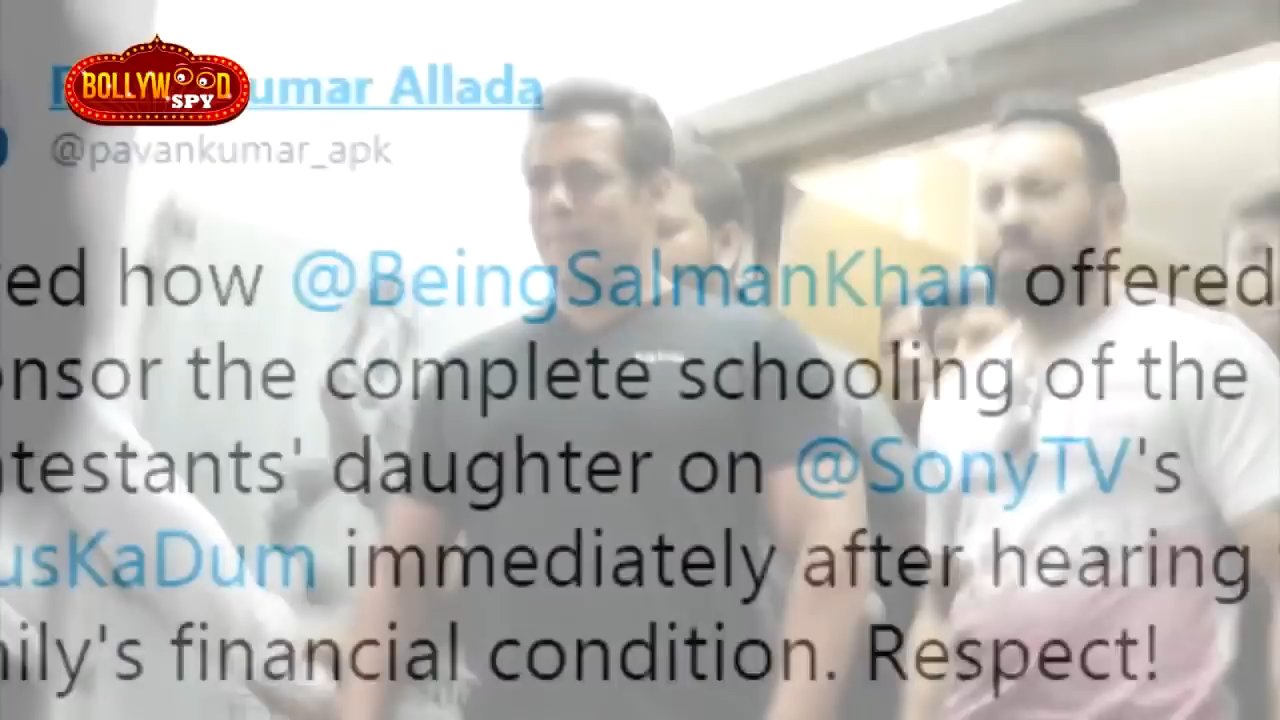 BOLLYWOOD
SPY
umar Allada
@pavankumar_apk
ed how @BeingSalmanKhan offered
onsor the complete schooling of the
testants' daughter on @SonyTV's
usKaDum immediately after hearing
ily's financial condition. Respect!